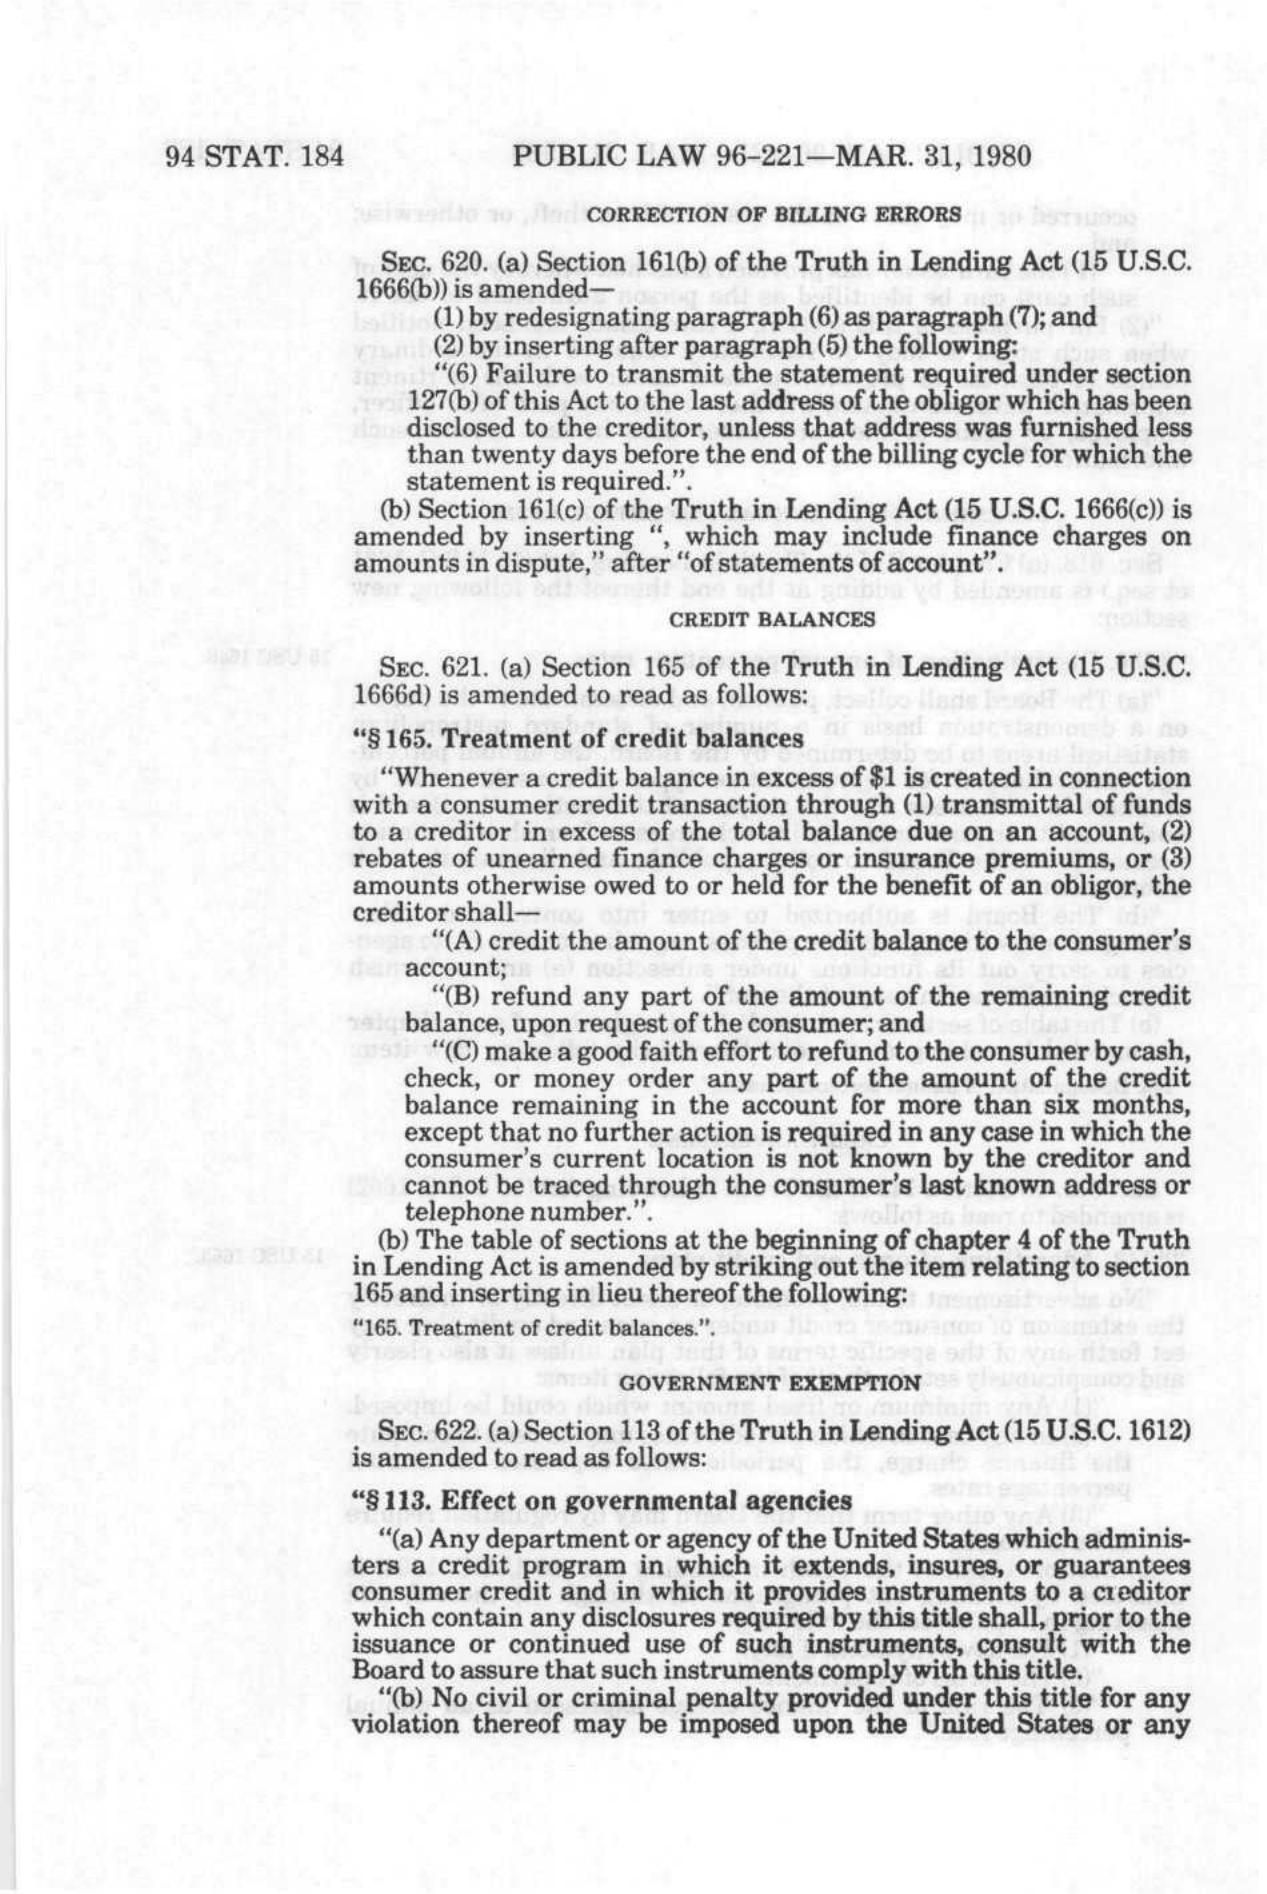 94 STAT. 184 PUBLIC LAW 96-221—MAR. 31, 1980
CORRECTION OF BILLING ERRORS
SEC. 620. (a) Section 161(b) of the Truth in Lending Act (15 U.S.C.
1666(b)) is amended—
(1) by redesignating paragraph (6) as paragraph (7); and
(2) by inserting after paragraph (5) the following:
“(6) Failure to transmit the statement required under section
127(b) of this Act to the last address of the obligor which has been
disclosed to the creditor, unless that address was furnished less
than twenty days before the end of the billing cycle for which the
statement is required.”.
(b) Section 161(c) of the Truth in Lending Act (15 U.S.C. 1666(c)) is
amended by inserting “, which may include finance charges on
amounts in dispute,” after “of statements of account”.
CREDIT BALANCES
SEC. 621. (a) Section 165 of the Truth in Lending Act (15 U.S.C.
1666d) is amended to read as follows:
“§ 165. Treatment of credit balances
“Whenever a credit balance in excess of $1 is created in connection
with a consumer credit transaction through (1) transmittal of funds
to a creditor in excess of the total balance due on an account, (2)
rebates of unearned finance charges or insurance premiums, or (3)
amounts otherwise owed to or held for the benefit of an obligor, the
creditor shall—
“(A) credit the amount of the credit balance to the consumer’s
account;
“(B) refund any part of the amount of the remaining credit
balance, upon request of the consumer; and
“(C) make a good faith effort to refund to the consumer by cash,
check, or money order any part of the amount of the credit
balance remaining in the account for more than six months,
except that no further action is required in any case in which the
consumer’s current location is not known by the creditor and
cannot be traced through the consumer’s last known address or
telephone number.”.
(b) The table of sections at the beginning of chapter 4 of the Truth
in Lending Act is amended by striking out the item relating to section
165 and inserting in lieu thereof the following:
“165. Treatment of credit balances.”.
GOVERNMENT EXEMPTION
SEC. 622. (a) Section 113 of the Truth in Lending Act (15 U.S.C. 1612)
is amended to read as follows:
“§ 113. Effect on governmental agencies
“(a) Any department or agency of the United States which adminis-
ters a credit program in which it extends, insures, or guarantees
consumer credit and in which it provides instruments to a creditor
which contain any disclosures required by this title shall, prior to the
issuance or continued use of such instruments, consult with the
Board to assure that such instruments comply with this title.
“(b) No civil or criminal penalty provided under this title for any
violation thereof may be imposed upon the United States or any